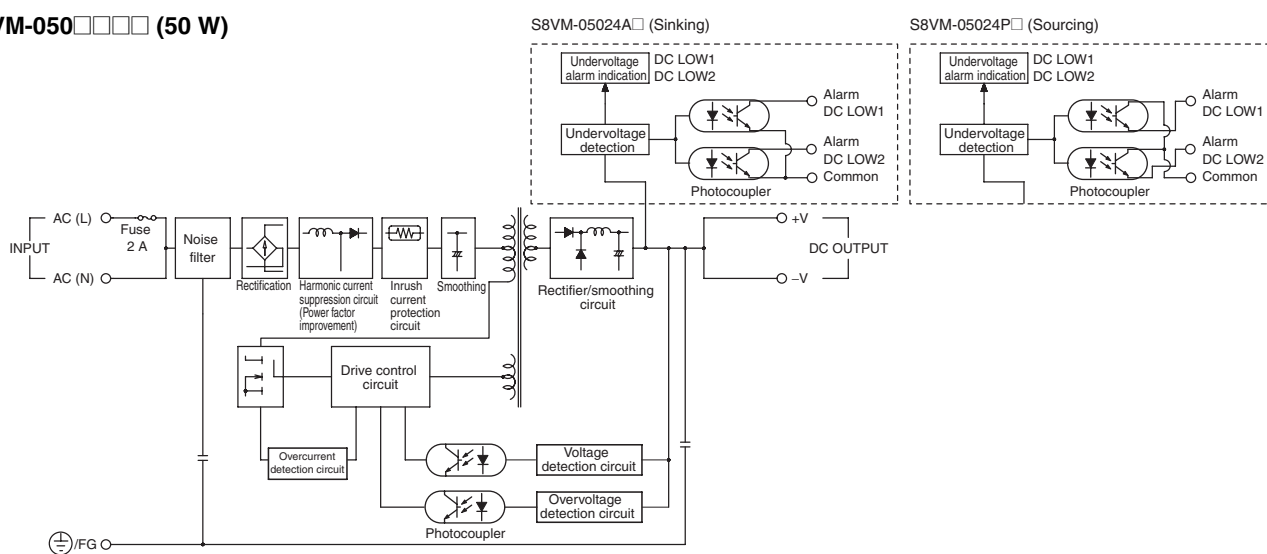 VM-050□□□□ (50 W)
S8VM-05024A□ (Sinking)
Undervoltage
alarm indication
DC LOW1
DC LOW2
Undervoltage
detection
Alarm
DC LOW1
Alarm
DC LOW2
Common
Photocoupler
S8VM-05024P□ (Sourcing)
Undervoltage
alarm indication
DC LOW1
DC LOW2
Undervoltage
detection
Alarm
DC LOW1
Alarm
DC LOW2
Common
Photocoupler
INPUT
AC (L)
AC (N)
Fuse
2 A
Noise
filter
Rectification
Harmonic current
suppression circuit
(Power factor
improvement)
Inrush
current
protection
circuit
Smoothing
Rectifier/smoothing
circuit
+V
–V
DC OUTPUT
Drive control
circuit
Overcurrent
detection circuit
Voltage
detection circuit
Overvoltage
detection circuit
Photocoupler
/FG